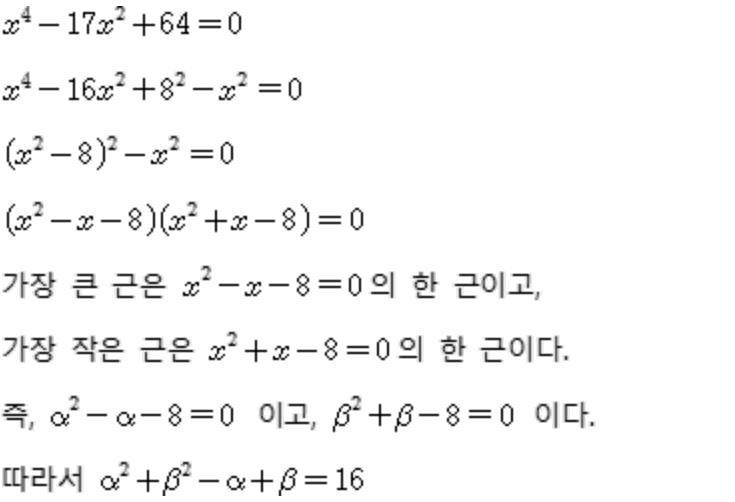 x⁴ − 17x² + 64 = 0
x⁴ − 16x² + 8² − x² = 0
(x² − 8)² − x² = 0
(x² − x − 8)(x² + x − 8) = 0
가장 큰 근은 x² − x − 8 = 0 의 한 근이고,
가장 작은 근은 x² + x − 8 = 0 의 한 근이다.
즉, α² − α − 8 = 0 이고, β² + β − 8 = 0 이다.
따라서 α² + β² − α + β = 16